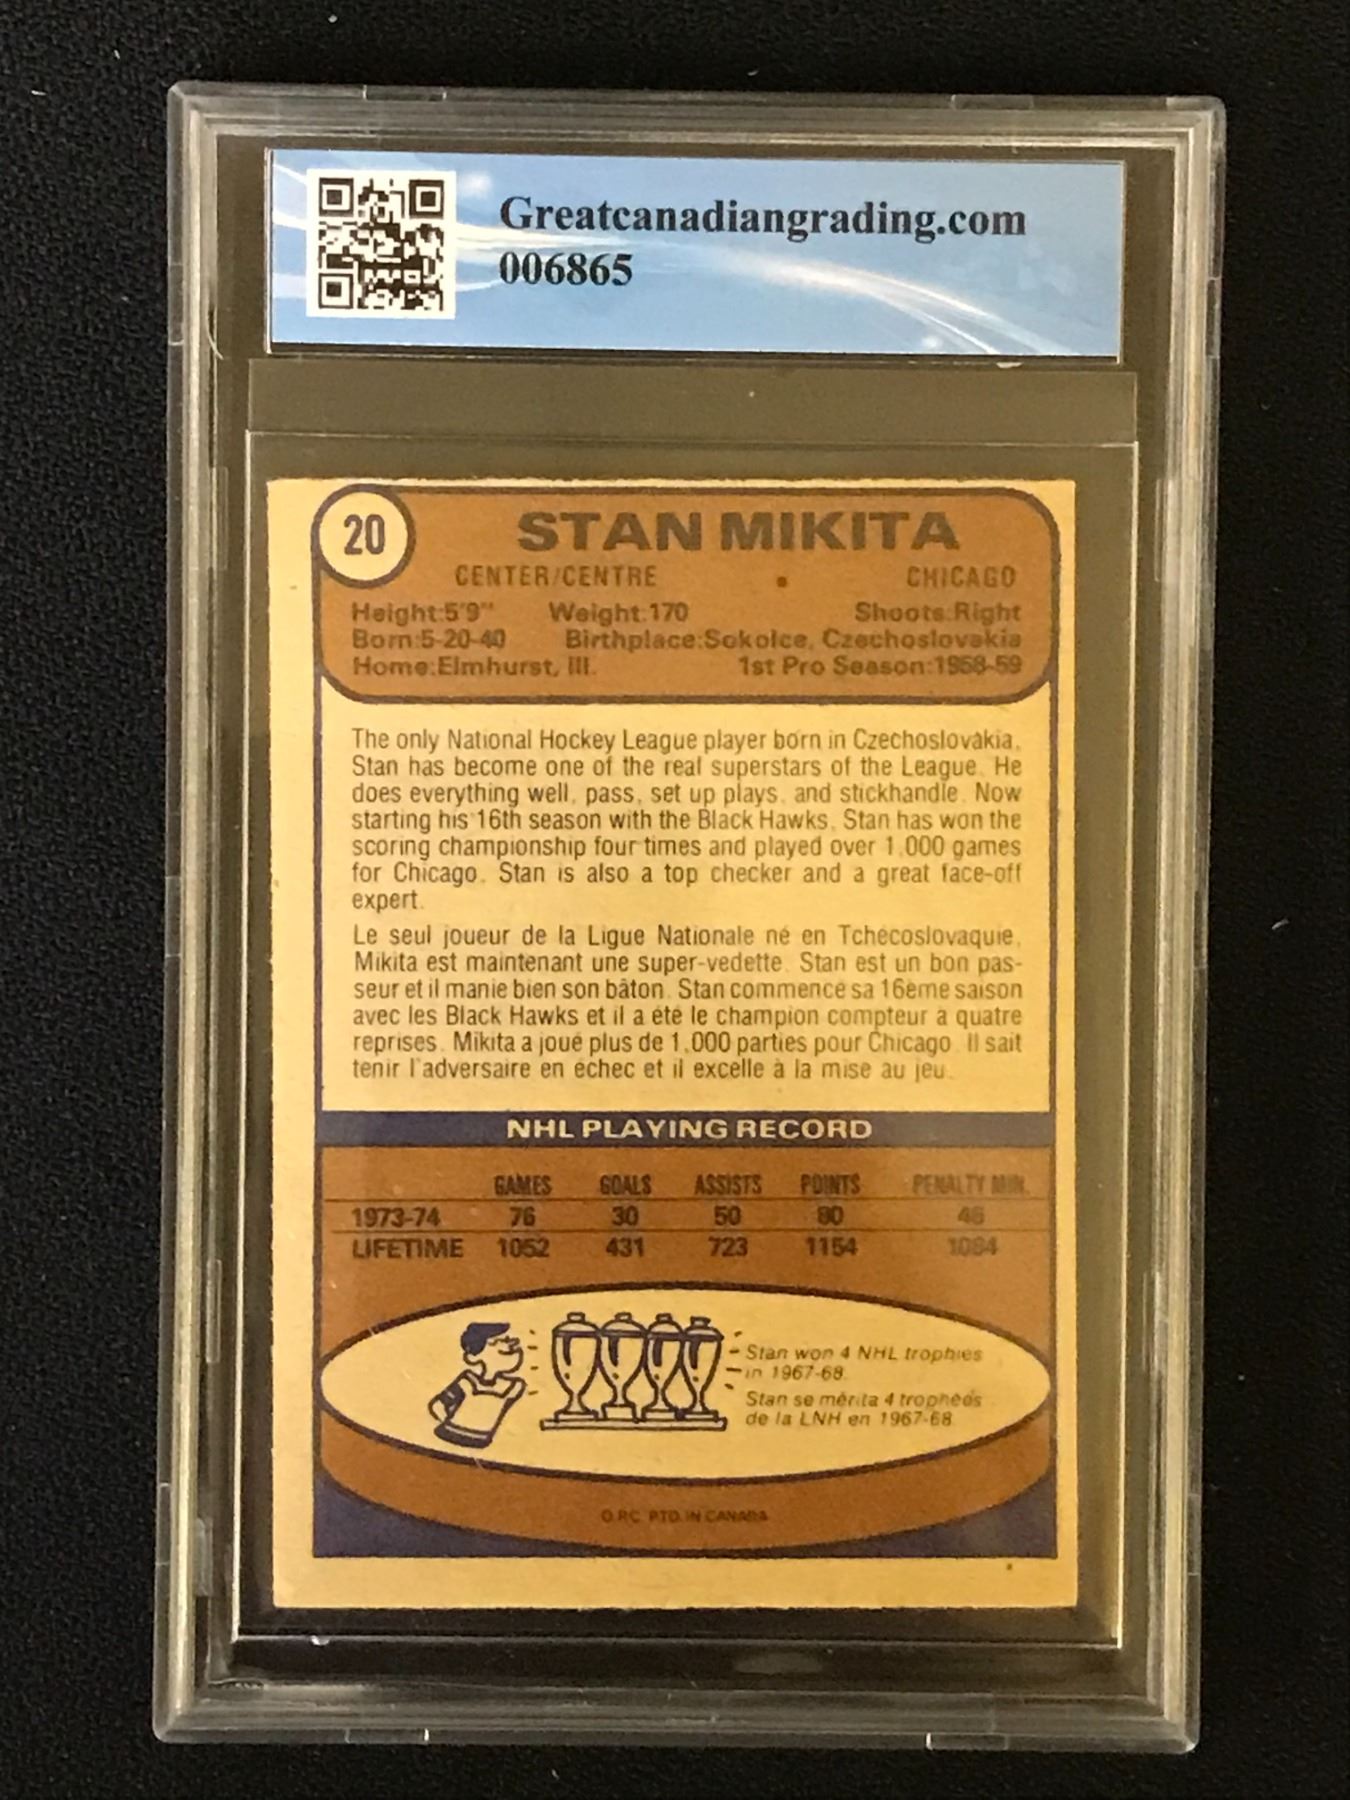 Greatcanadiangrading.com
006865
20
STAN MIKITA
CENTER/CENTRE • CHICAGO
Height:5'9" Weight:170 Shoots:Right
Born:5-20-40 Birthplace:Sokolce, Czechoslovakia
Home:Elmhurst, Ill. 1st Pro Season:1958-59
The only National Hockey League player born in Czechoslovakia,
Stan has become one of the real superstars of the League. He
does everything well, pass, set up plays, and stickhandle. Now
starting his 16th season with the Black Hawks, Stan has won the
scoring championship four times and played over 1,000 games
for Chicago. Stan is also a top checker and a great face-off
expert.
Le seul joueur de la Ligue Nationale né en Tchécoslovaquie,
Mikita est maintenant une super-vedette. Stan est un bon pas-
seur et il manie bien son bâton. Stan commence sa 16ème saison
avec les Black Hawks et il a été le champion compteur à quatre
reprises. Mikita a joué plus de 1,000 parties pour Chicago. Il sait
tenir l'adversaire en échec et il excelle à la mise au jeu.
NHL PLAYING RECORD
GAMES GOALS ASSISTS POINTS PENALTY MIN.
1973-74 76 30 50 80 46
LIFETIME 1052 431 723 1154 1084
Stan won 4 NHL trophies
in 1967-68.
Stan se mérita 4 trophées
de la LNH en 1967-68.
O.P.C. PTD. IN CANADA